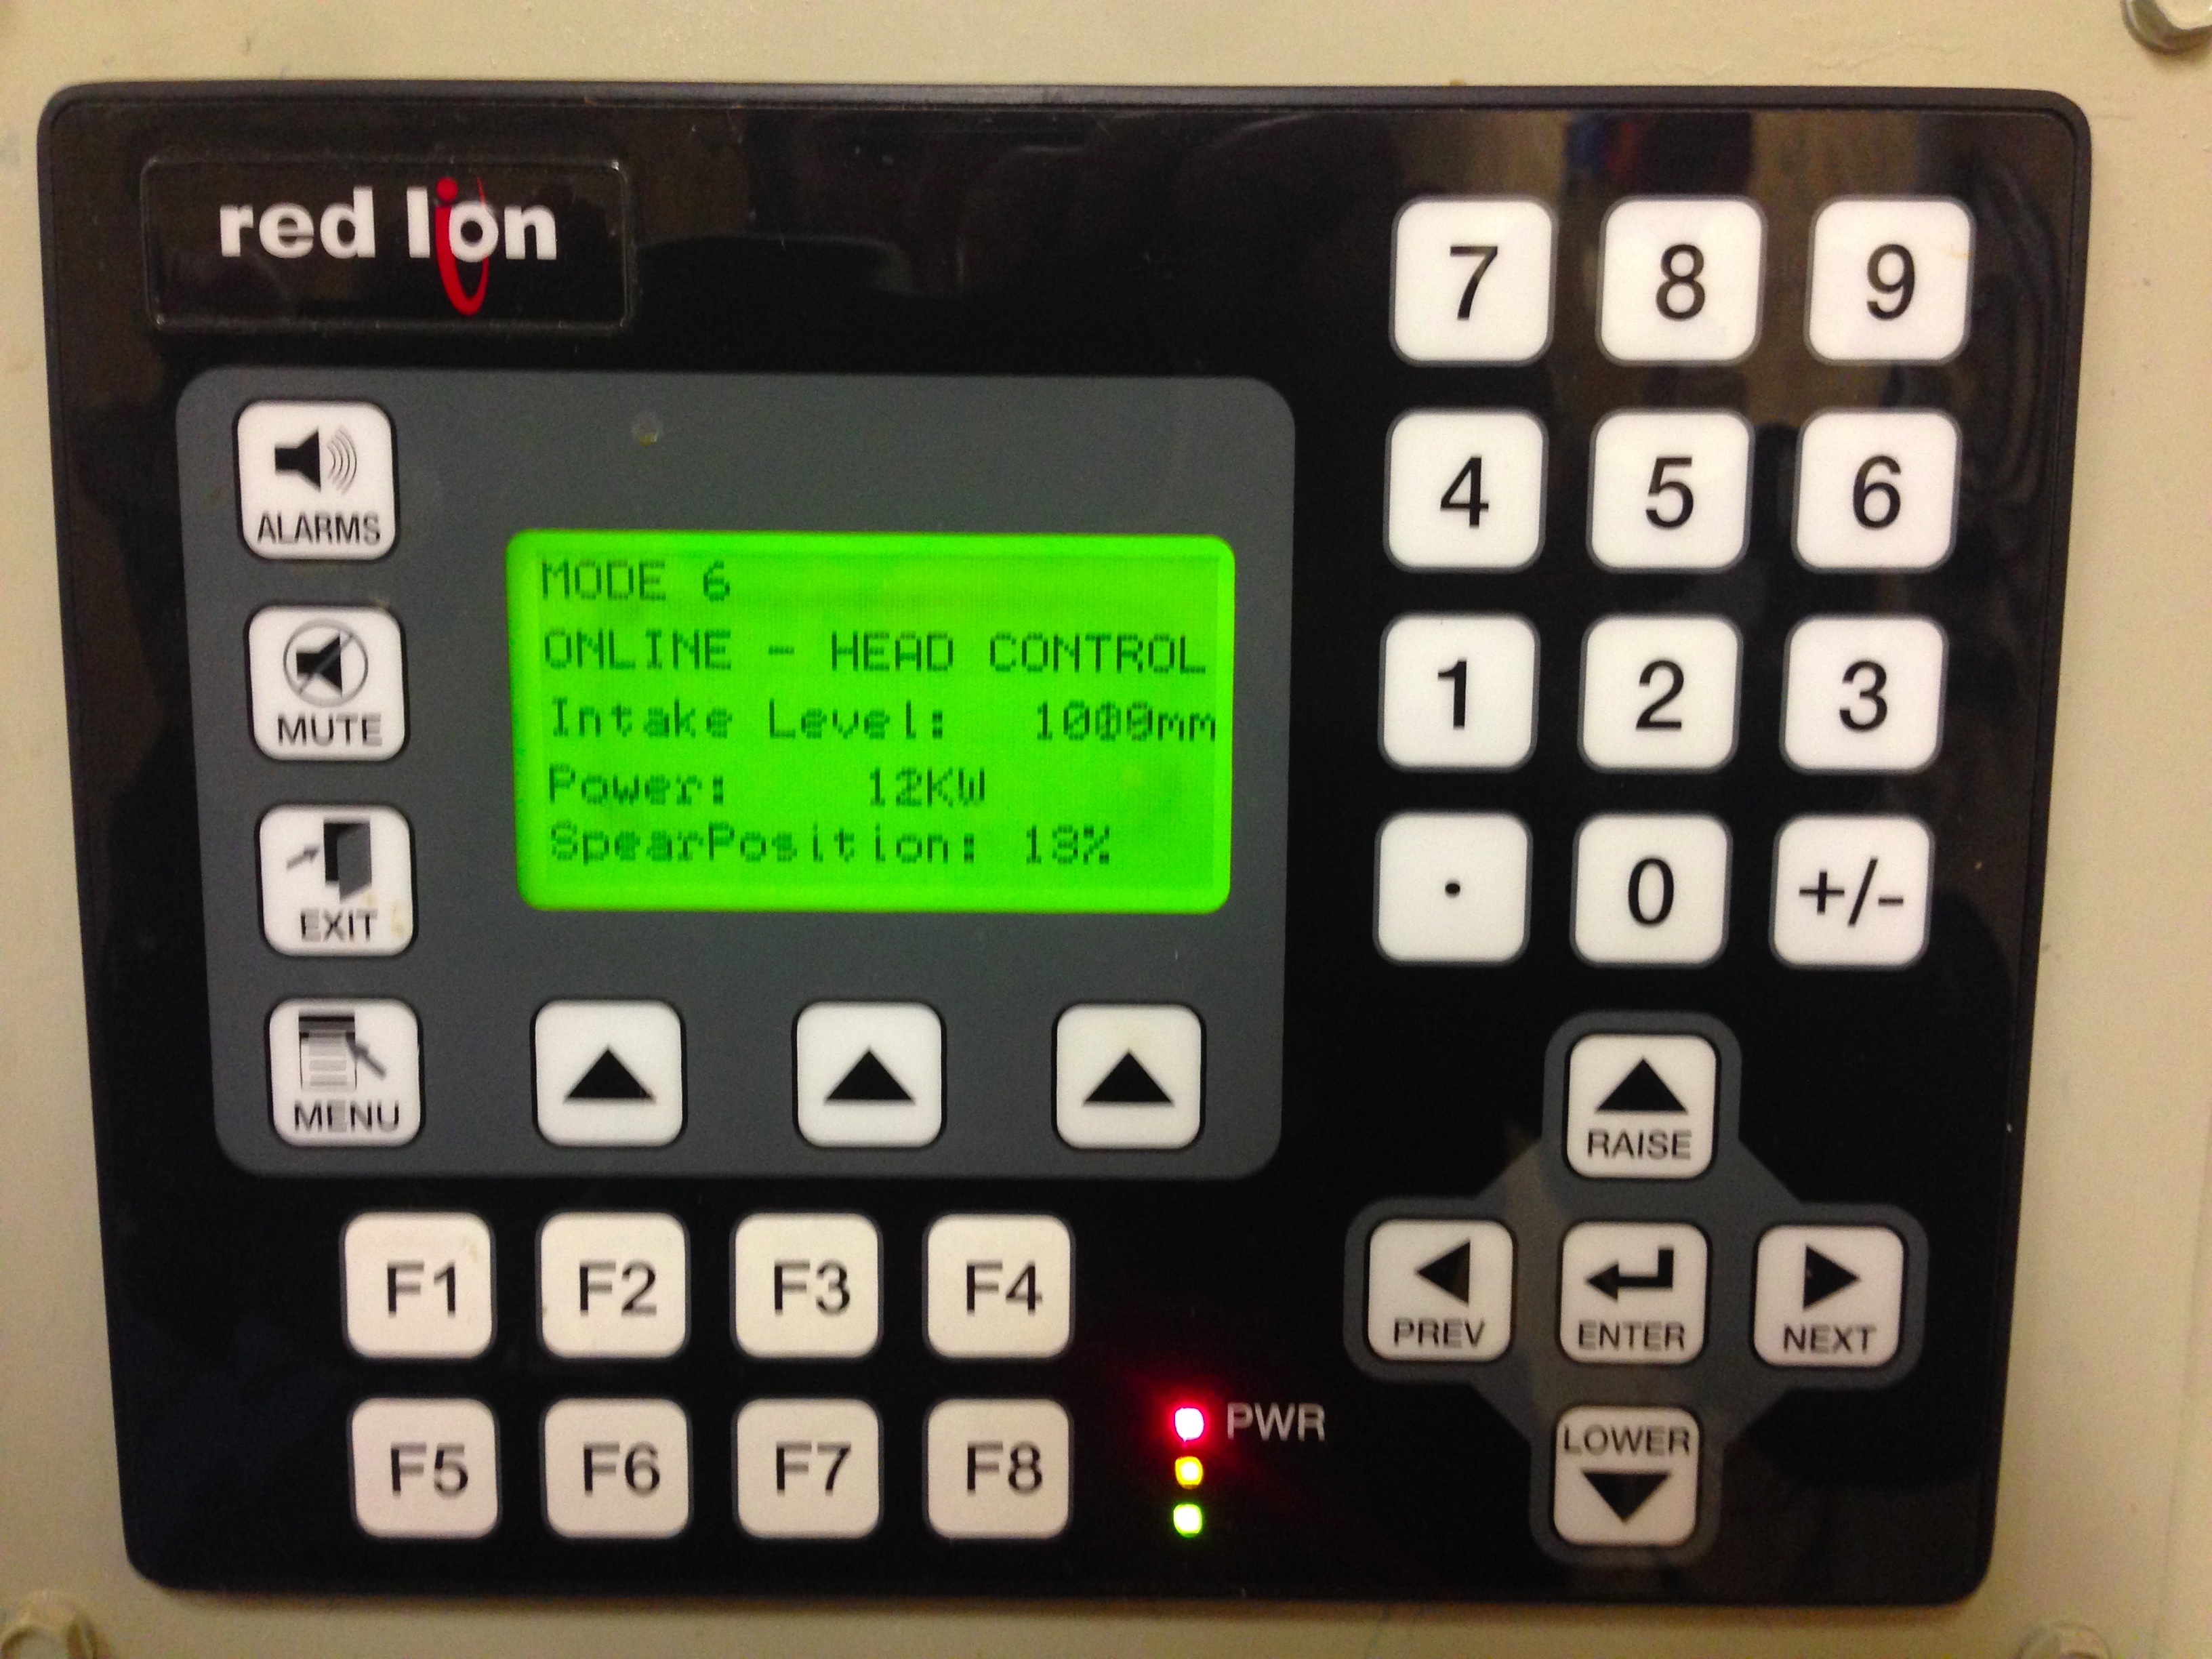 red lion
7 8 9
ALARMS
4 5 6
MODE 6
ONLINE - HEAD CONTROL
Intake Level: mm
Power: 12KW
SpearPosition: 13%
MUTE
1 2 3
EXIT
. 0 +/-
MENU
RAISE
F1 F2 F3 F4
PREV ENTER NEXT
PWR
LOWER
F5 F6 F7 F8